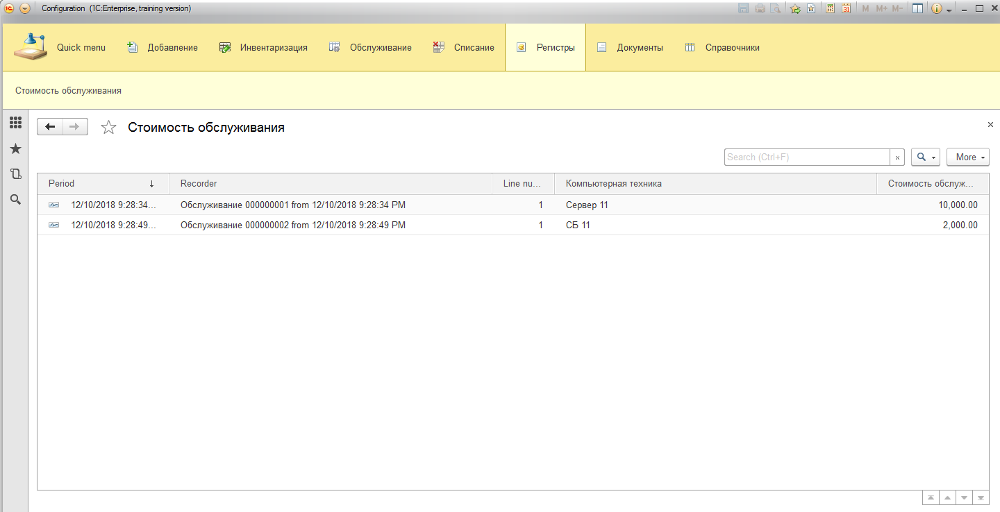 Configuration (1C:Enterprise, training version)
M M+ M-
31
Quick menu Добавление Инвентаризация Обслуживание Списание Регистры Документы Справочники
Стоимость обслуживания
Стоимость обслуживания
Search (Ctrl+F) × More
Period ↓ Recorder Line nu... Компьютерная техника Стоимость обслуж...
12/10/2018 9:28:34... Обслуживание 000000001 from 12/10/2018 9:28:34 PM 1 Сервер 11 10,000.00
12/10/2018 9:28:49... Обслуживание 000000002 from 12/10/2018 9:28:49 PM 1 СБ 11 2,000.00